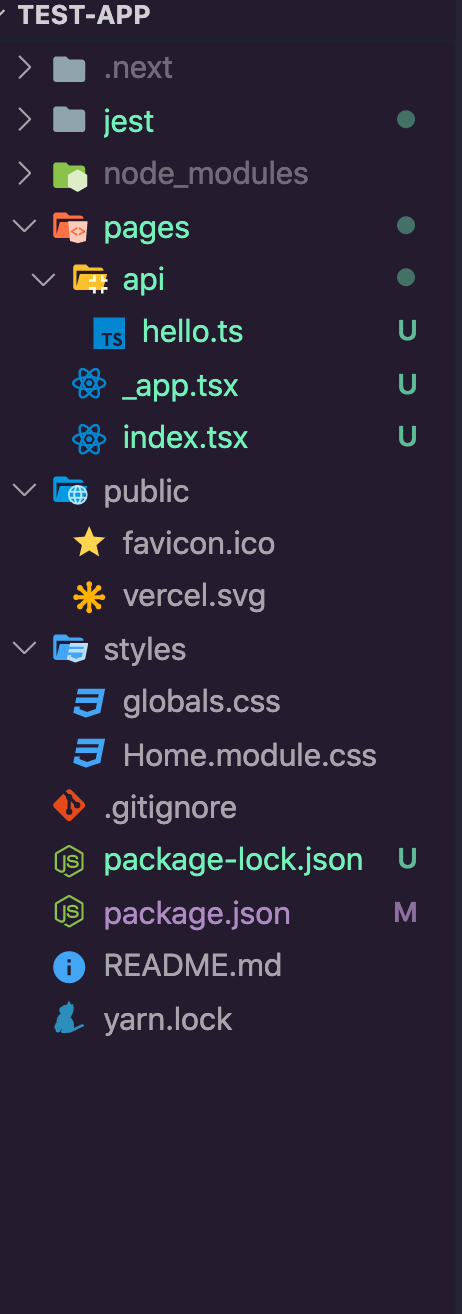 TEST-APP
.next
jest
node_modules
pages
api
TS hello.ts U
_app.tsx U
index.tsx U
public
favicon.ico
vercel.svg
styles
globals.css
Home.module.css
.gitignore
JS package-lock.json U
JS package.json M
README.md
yarn.lock